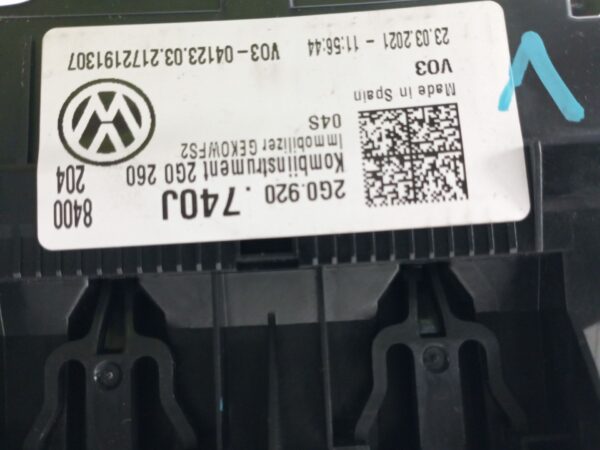 2G0.920 .740J
Kombiinstrument 2G0 260
8400
204
Immobilizer GEKOWFS2
04S
Made in Spain
V03
V03-04123.03.2172191307
23.03.2021 - 11:56:44